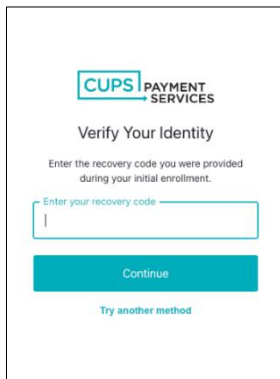 CUPS PAYMENT
SERVICES
Verify Your Identity
Enter the recovery code you were provided
during your initial enrollment.
Enter your recovery code
Continue
Try another method